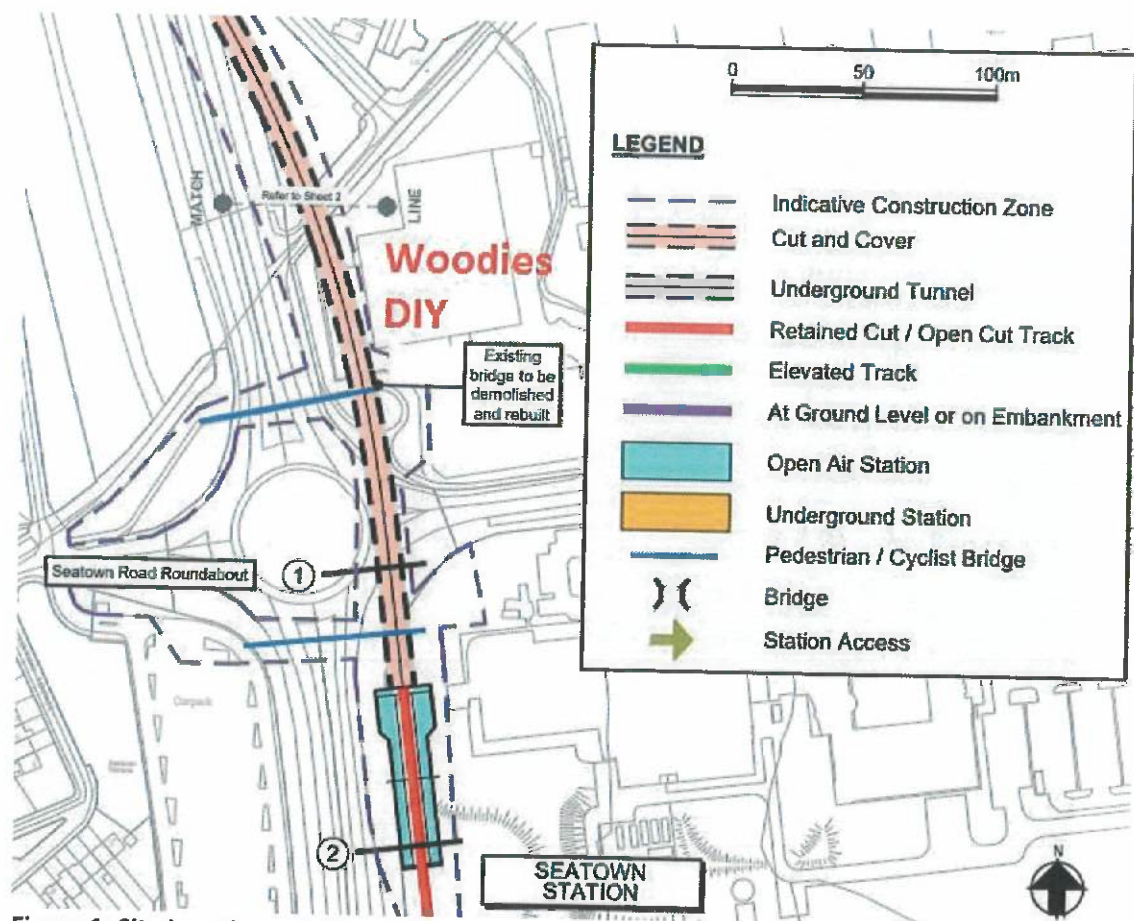 0 50 100m
LEGEND
Indicative Construction Zone
Cut and Cover
Underground Tunnel
Retained Cut / Open Cut Track
Elevated Track
At Ground Level or on Embankment
Open Air Station
Underground Station
Pedestrian / Cyclist Bridge
Bridge
Station Access
MATCH
Refer to Sheet 2
LINE
Woodies
DIY
Existing
bridge to be
demolished
and rebuilt
Seatown Road Roundabout
1
Carpark
2
SEATOWN
STATION
N